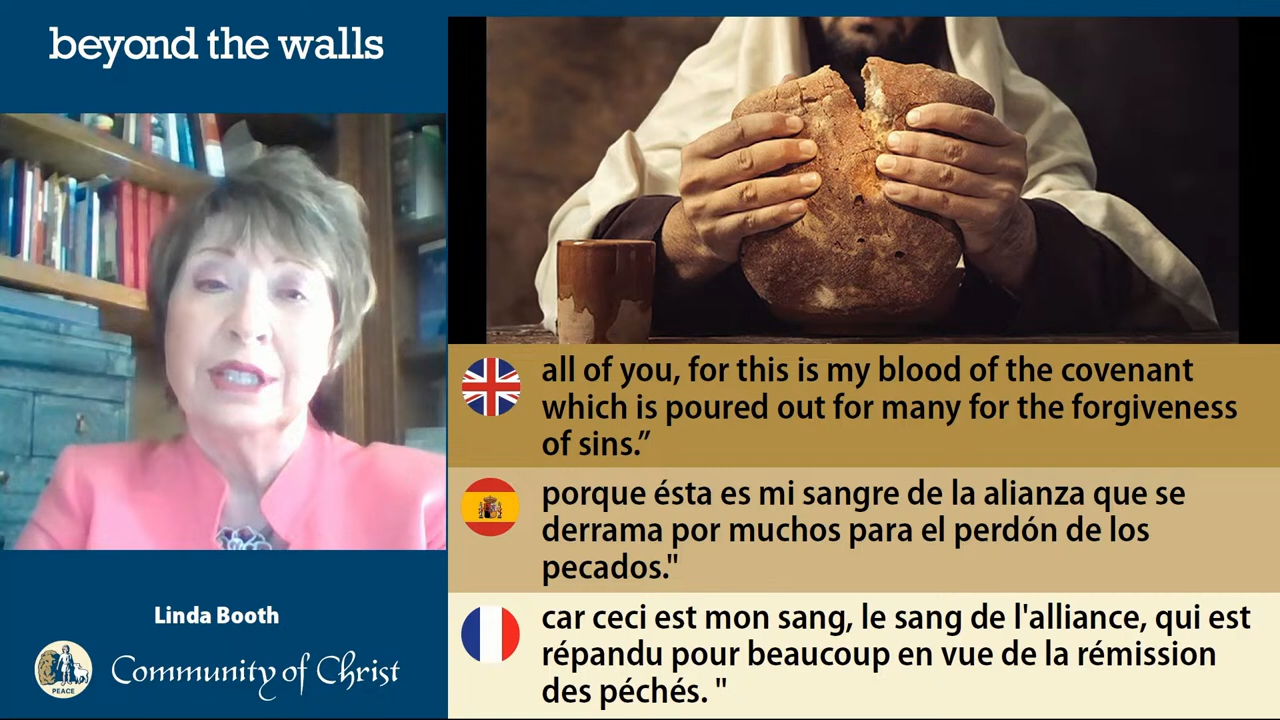 beyond the walls
all of you, for this is my blood of the covenant
which is poured out for many for the forgiveness
of sins.”
porque ésta es mi sangre de la alianza que se
derrama por muchos para el perdón de los
pecados."
car ceci est mon sang, le sang de l'alliance, qui est
répandu pour beaucoup en vue de la rémission
des péchés. "
Linda Booth
Community of Christ
PEACE